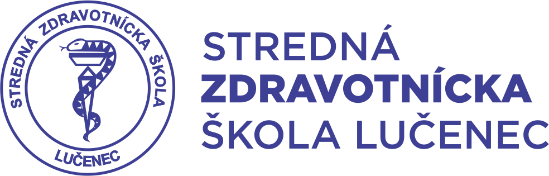 STREDNÁ ZDRAVOTNÍCKA ŠKOLA
LUČENEC
STREDNÁ
ZDRAVOTNÍCKA
ŠKOLA LUČENEC